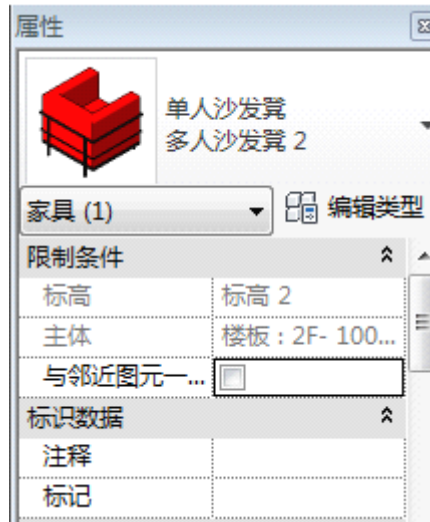 属性
单人沙发凳
多人沙发凳 2
家具 (1) 编辑类型
限制条件
标高 标高 2
主体 楼板 : 2F- 100...
与邻近图元一...
标识数据
注释
标记